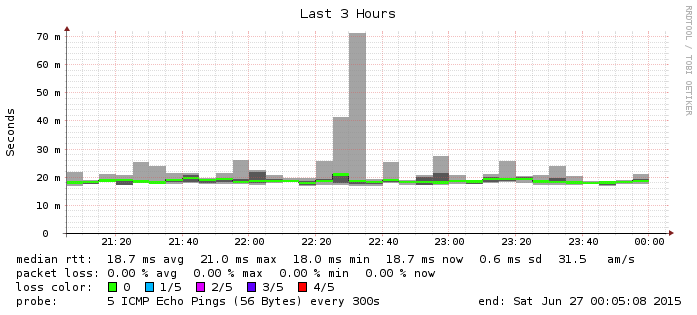 Last 3 Hours
RRDTOOL / TOBI OETIKER
Seconds
70 m
60 m
50 m
40 m
30 m
20 m
10 m
0
21:20 21:40 22:00 22:20 22:40 23:00 23:20 23:40 00:00
median rtt: 18.7 ms avg 21.0 ms max 18.0 ms min 18.7 ms now 0.6 ms sd 31.5 am/s
packet loss: 0.00 % avg 0.00 % max 0.00 % min 0.00 % now
loss color: 0 1/5 2/5 3/5 4/5
probe: 5 ICMP Echo Pings (56 Bytes) every 300s end: Sat Jun 27 00:05:08 2015